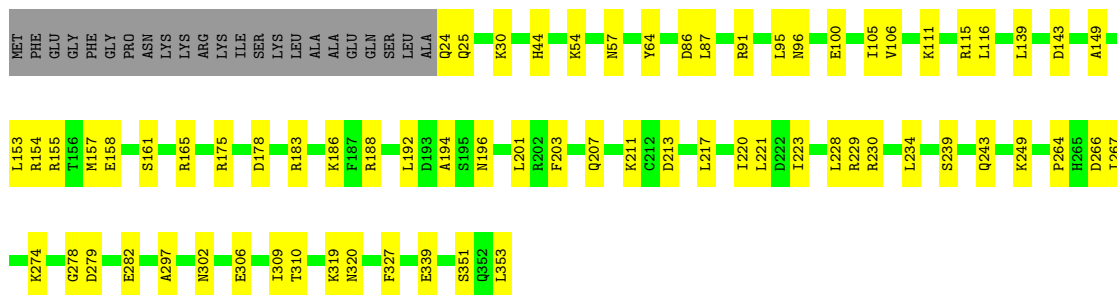 MET PHE GLU GLY MET PHE GLY PRO ASN LYS LYS ARG LYS ILE SER LYS LEU ALA ALA GLU GLN SER LEU ALA Q24 Q25 K30 H44 K54 N57 Y64 D86 L87 R91 L95 N96 E100 I105 V106 K111 R115 L116 L139 D143 A149
L153 R154 R155 T156 M157 E158 S161 R165 R175 D178 R183 K186 F187 R188 L192 D193 A194 S195 N196 L201 R202 F203 Q207 K211 C212 D213 L217 I220 L221 D222 I223 L228 R229 R230 L234 S239 Q243 K249 P264 H265 D266 I267
K274 G278 D279 E282 A297 N302 E306 I309 T310 K319 N320 F327 E339 S351 Q352 L353